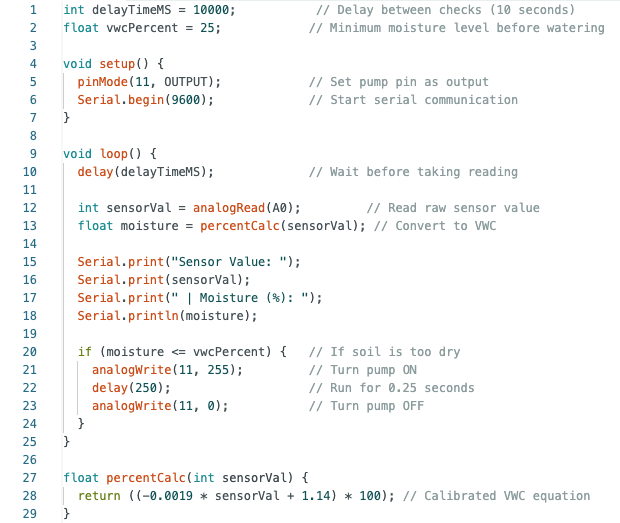 1 int delayTimeMS = 10000;           // Delay between checks (10 seconds)
2 float vwcPercent = 25;            // Minimum moisture level before watering
3
4 void setup() {
5   pinMode(11, OUTPUT);            // Set pump pin as output
6   Serial.begin(9600);             // Start serial communication
7 }
8
9 void loop() {
10   delay(delayTimeMS);             // Wait before taking reading
11
12   int sensorVal = analogRead(A0);         // Read raw sensor value
13   float moisture = percentCalc(sensorVal); // Convert to VWC
14
15   Serial.print("Sensor Value: ");
16   Serial.print(sensorVal);
17   Serial.print(" | Moisture (%): ");
18   Serial.println(moisture);
19
20   if (moisture <= vwcPercent) {   // If soil is too dry
21     analogWrite(11, 255);         // Turn pump ON
22     delay(250);                   // Run for 0.25 seconds
23     analogWrite(11, 0);           // Turn pump OFF
24   }
25 }
26
27 float percentCalc(int sensorVal) {
28   return ((-0.0019 * sensorVal + 1.14) * 100); // Calibrated VWC equation
29 }